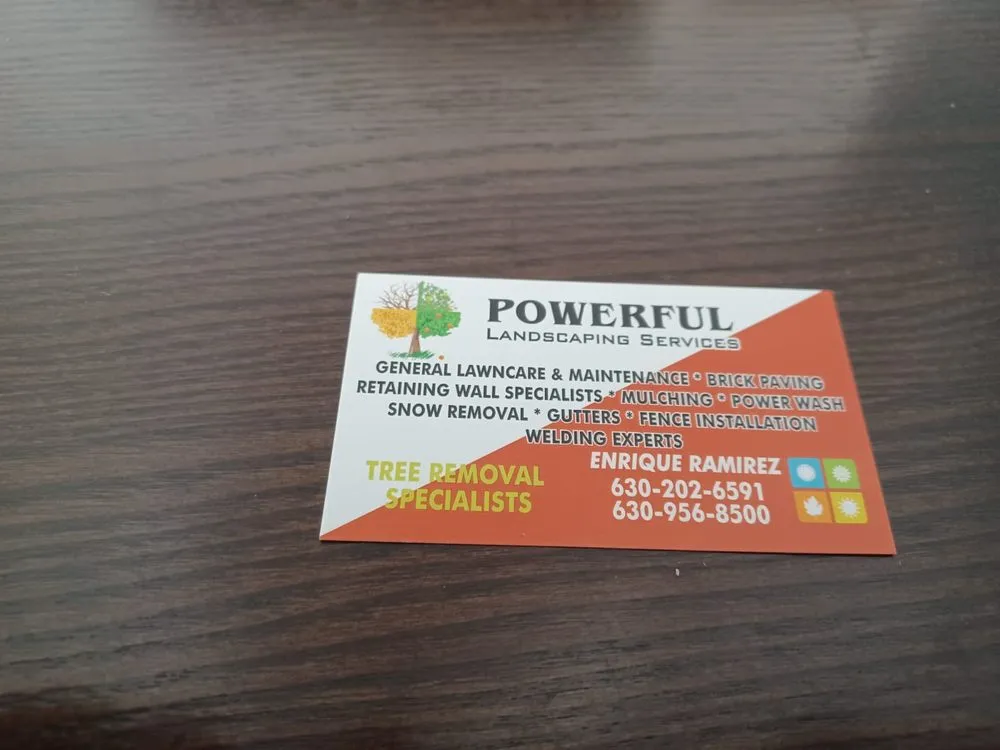 POWERFUL
LANDSCAPING SERVICES
GENERAL LAWNCARE & MAINTENANCE * BRICK PAVING
RETAINING WALL SPECIALISTS * MULCHING * POWER WASH
SNOW REMOVAL * GUTTERS * FENCE INSTALLATION
WELDING EXPERTS
TREE REMOVAL
SPECIALISTS
ENRIQUE RAMIREZ
630-202-6591
630-956-8500